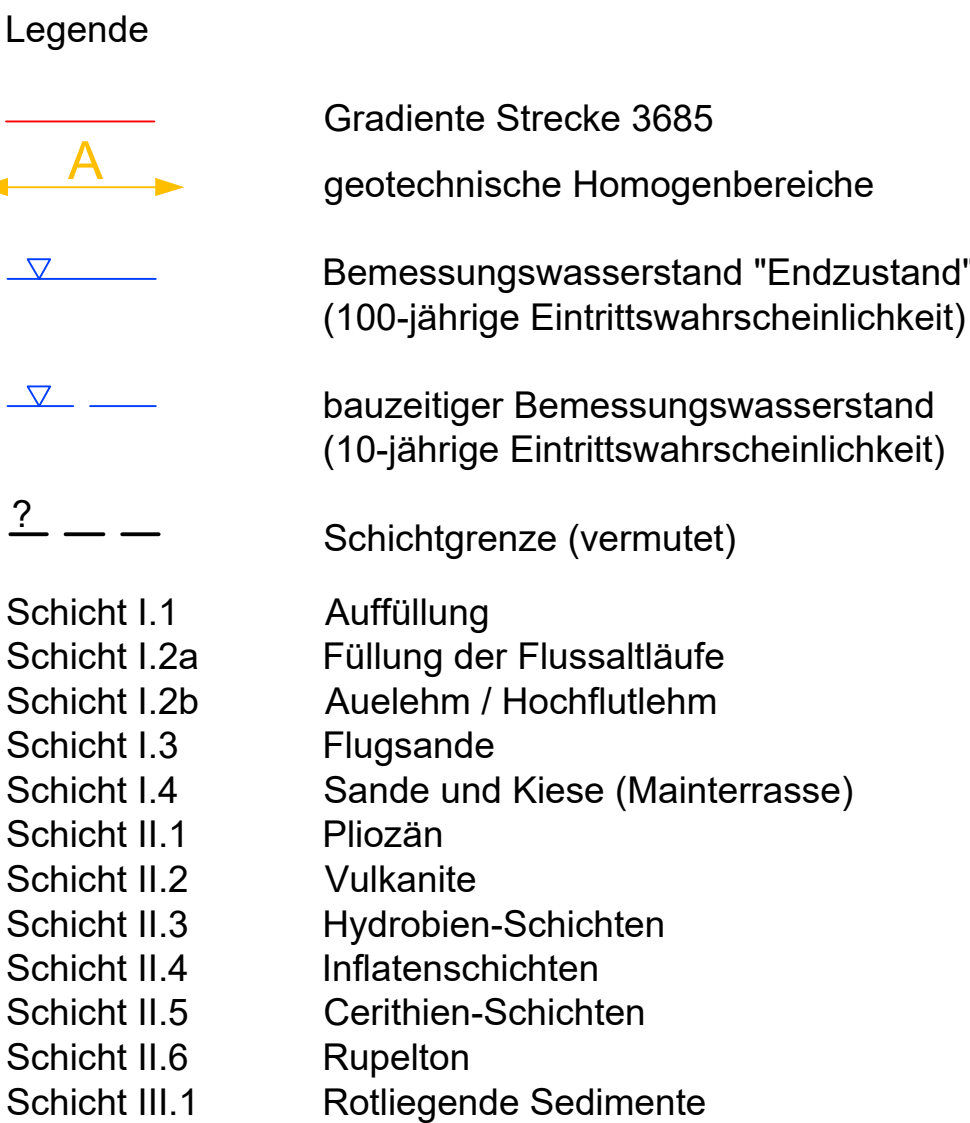 Legende
Gradiente Strecke 3685
A
geotechnische Homogenbereiche
Bemessungswasserstand "Endzustand"
(100-jährige Eintrittswahrscheinlichkeit)
bauzeitiger Bemessungswasserstand
(10-jährige Eintrittswahrscheinlichkeit)
?
Schichtgrenze (vermutet)
Schicht I.1 Auffüllung
Schicht I.2a Füllung der Flussaltläufe
Schicht I.2b Auelehm / Hochflutlehm
Schicht I.3 Flugsande
Schicht I.4 Sande und Kiese (Mainterrasse)
Schicht II.1 Pliozän
Schicht II.2 Vulkanite
Schicht II.3 Hydrobien-Schichten
Schicht II.4 Inflatenschichten
Schicht II.5 Cerithien-Schichten
Schicht II.6 Rupelton
Schicht III.1 Rotliegende Sedimente